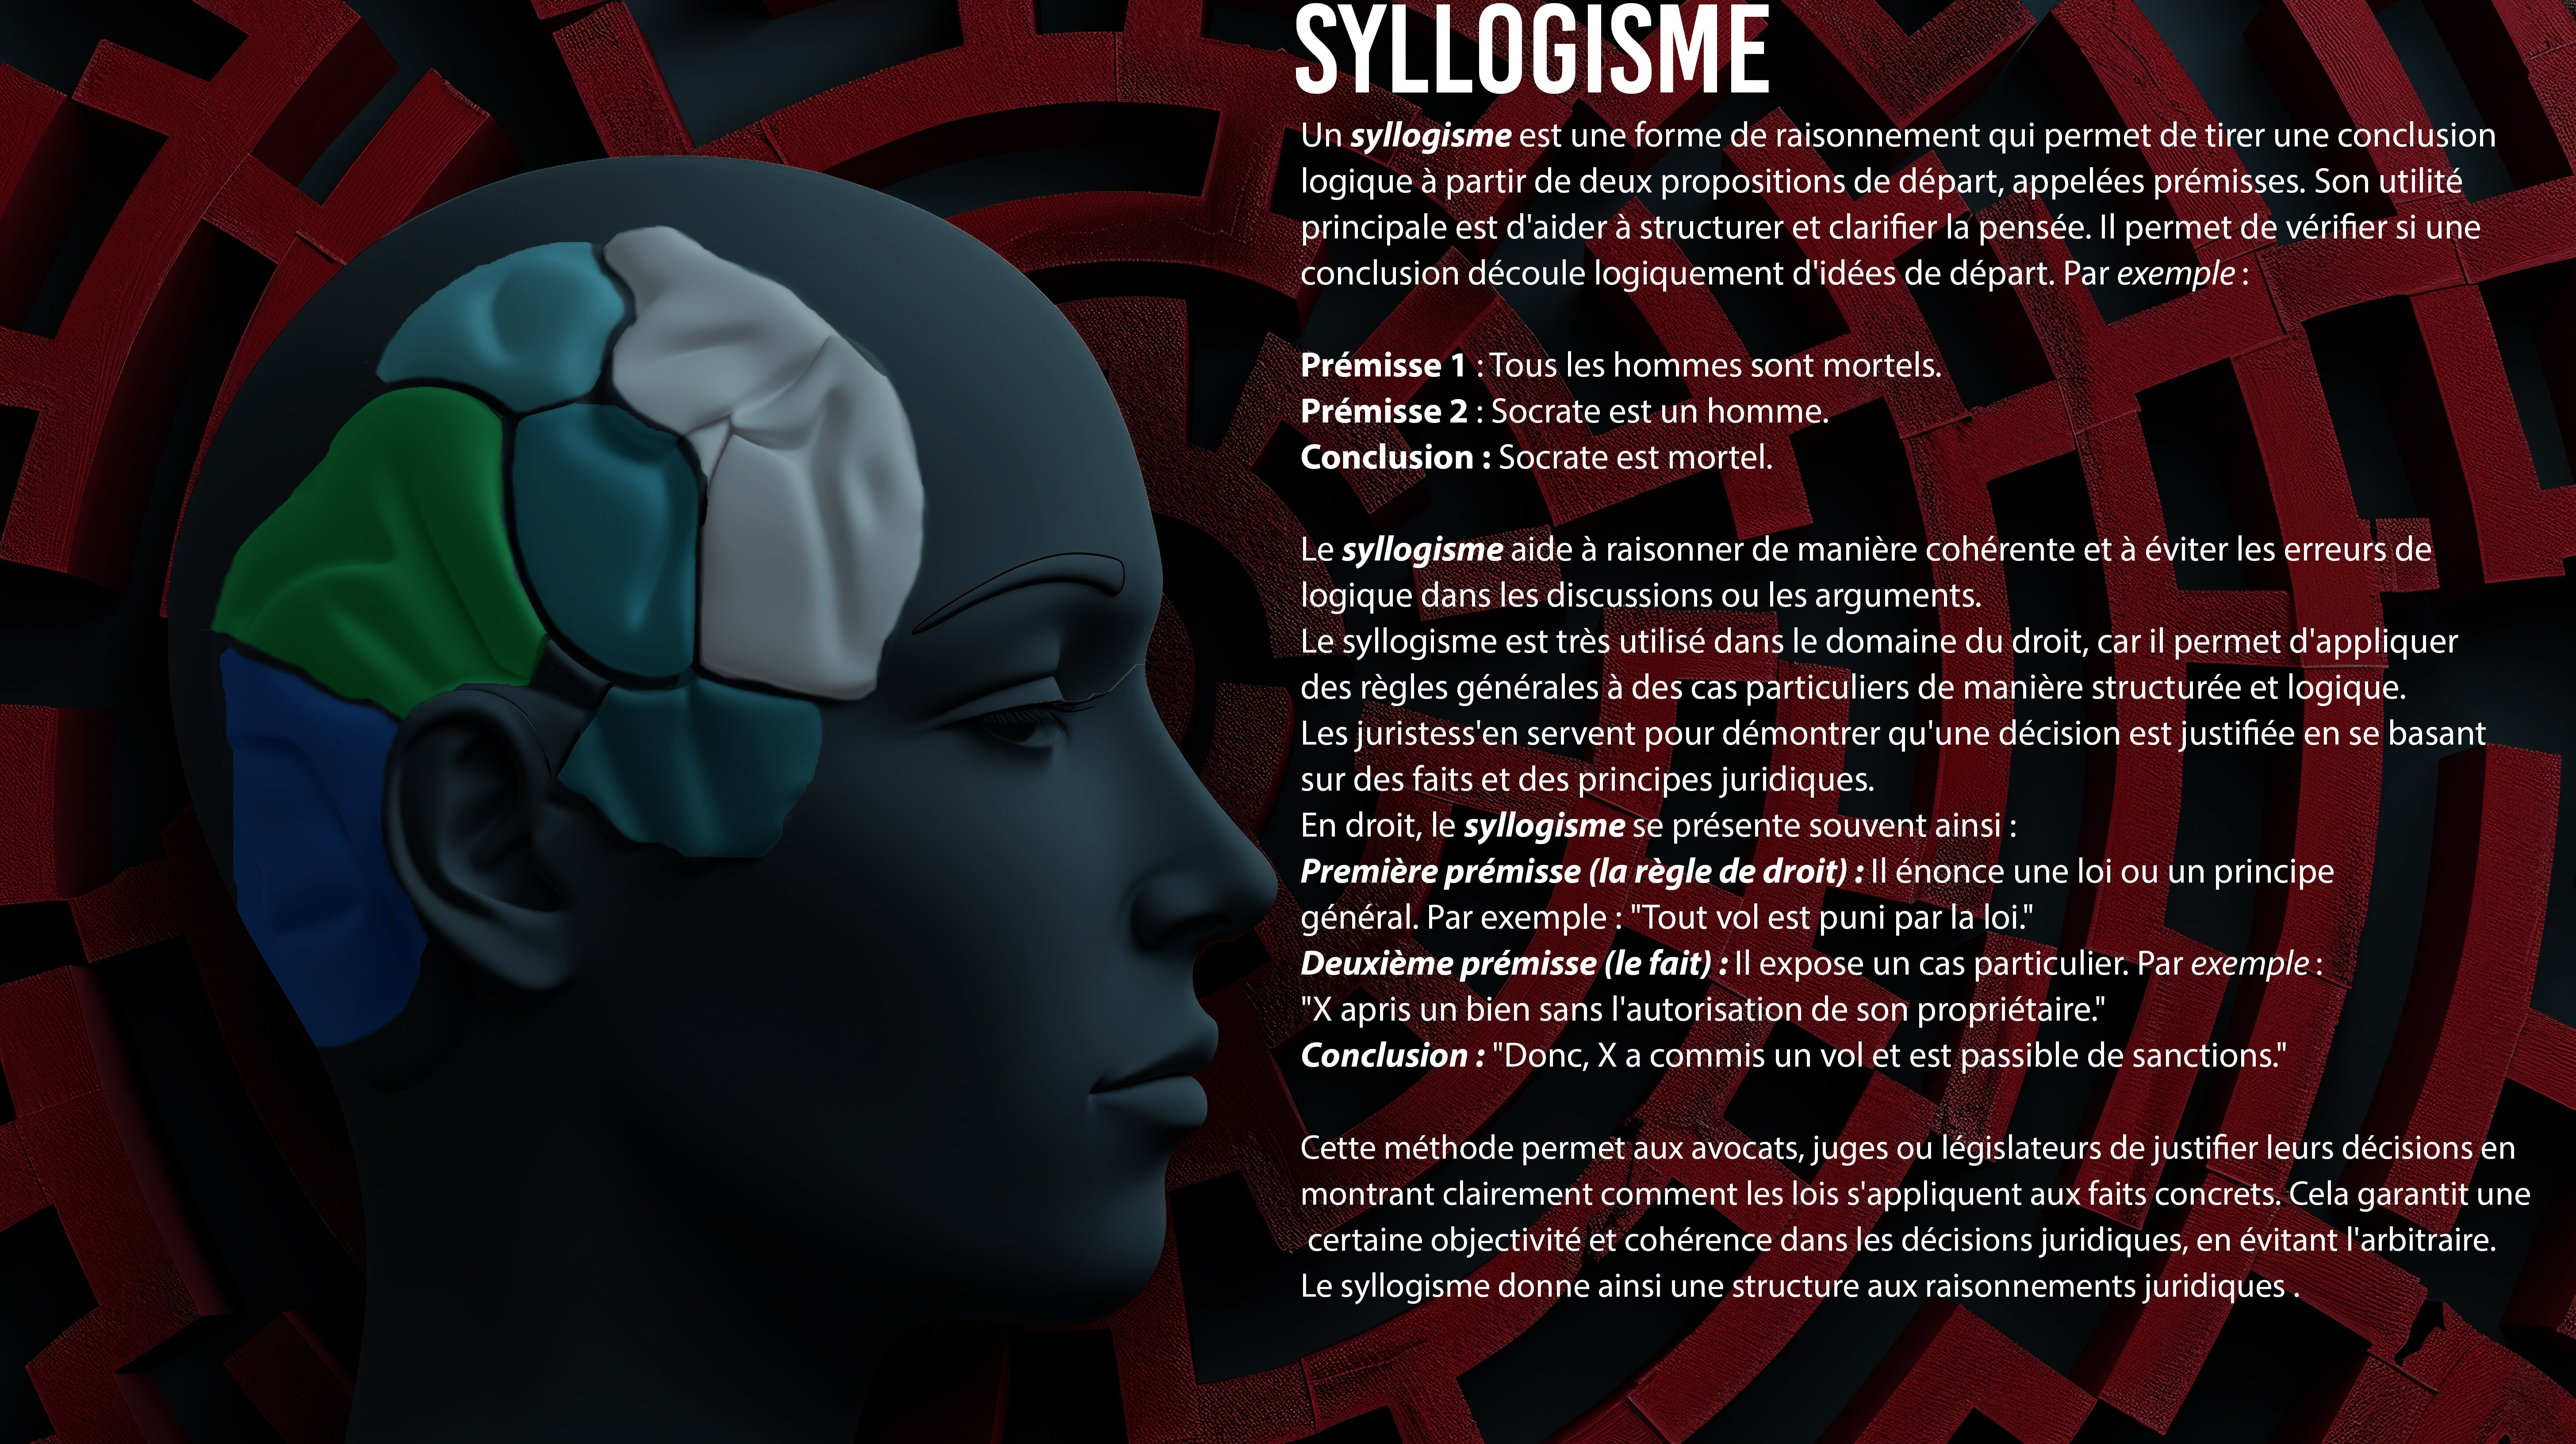 SYLLOGISME
Un syllogisme est une forme de raisonnement qui permet de tirer une conclusion
logique à partir de deux propositions de départ, appelées prémisses. Son utilité
principale est d'aider à structurer et clarifier la pensée. Il permet de vérifier si une
conclusion découle logiquement d'idées de départ. Par exemple :
Prémisse 1 : Tous les hommes sont mortels.
Prémisse 2 : Socrate est un homme.
Conclusion : Socrate est mortel.
Le syllogisme aide à raisonner de manière cohérente et à éviter les erreurs de
logique dans les discussions ou les arguments.
Le syllogisme est très utilisé dans le domaine du droit, car il permet d'appliquer
des règles générales à des cas particuliers de manière structurée et logique.
Les juristess'en servent pour démontrer qu'une décision est justifiée en se basant
sur des faits et des principes juridiques.
En droit, le syllogisme se présente souvent ainsi :
Première prémisse (la règle de droit) : Il énonce une loi ou un principe
général. Par exemple : "Tout vol est puni par la loi."
Deuxième prémisse (le fait) : Il expose un cas particulier. Par exemple :
"X apris un bien sans l'autorisation de son propriétaire."
Conclusion : "Donc, X a commis un vol et est passible de sanctions."
Cette méthode permet aux avocats, juges ou législateurs de justifier leurs décisions en
montrant clairement comment les lois s'appliquent aux faits concrets. Cela garantit une
certaine objectivité et cohérence dans les décisions juridiques, en évitant l'arbitraire.
Le syllogisme donne ainsi une structure aux raisonnements juridiques .